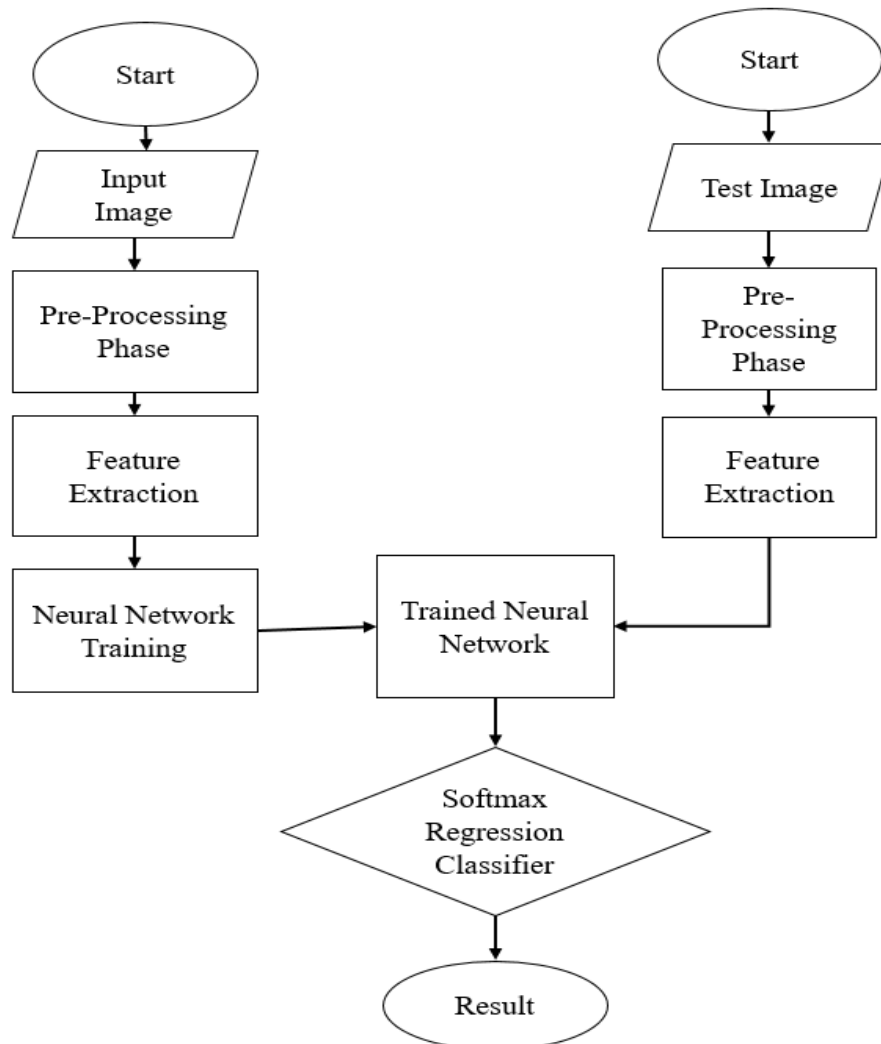 Start
Input
Image
Pre-Processing
Phase
Feature
Extraction
Neural Network
Training
Start
Test Image
Pre-
Processing
Phase
Feature
Extraction
Trained Neural
Network
Softmax
Regression
Classifier
Result